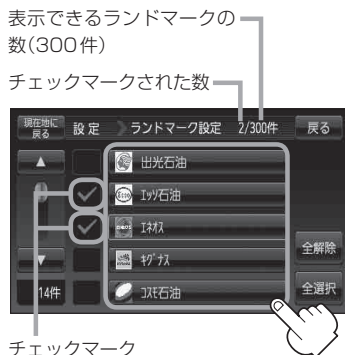 表示できるランドマークの
数(300件)
チェックマークされた数
現在地に
戻る
設定
ランドマーク設定
2/300件
戻る
▲
出光石油
Esso
エッソ石油
ENEOS
エネオス
キグナス
▼
14件
コスモ石油
全解除
全選択
チェックマーク